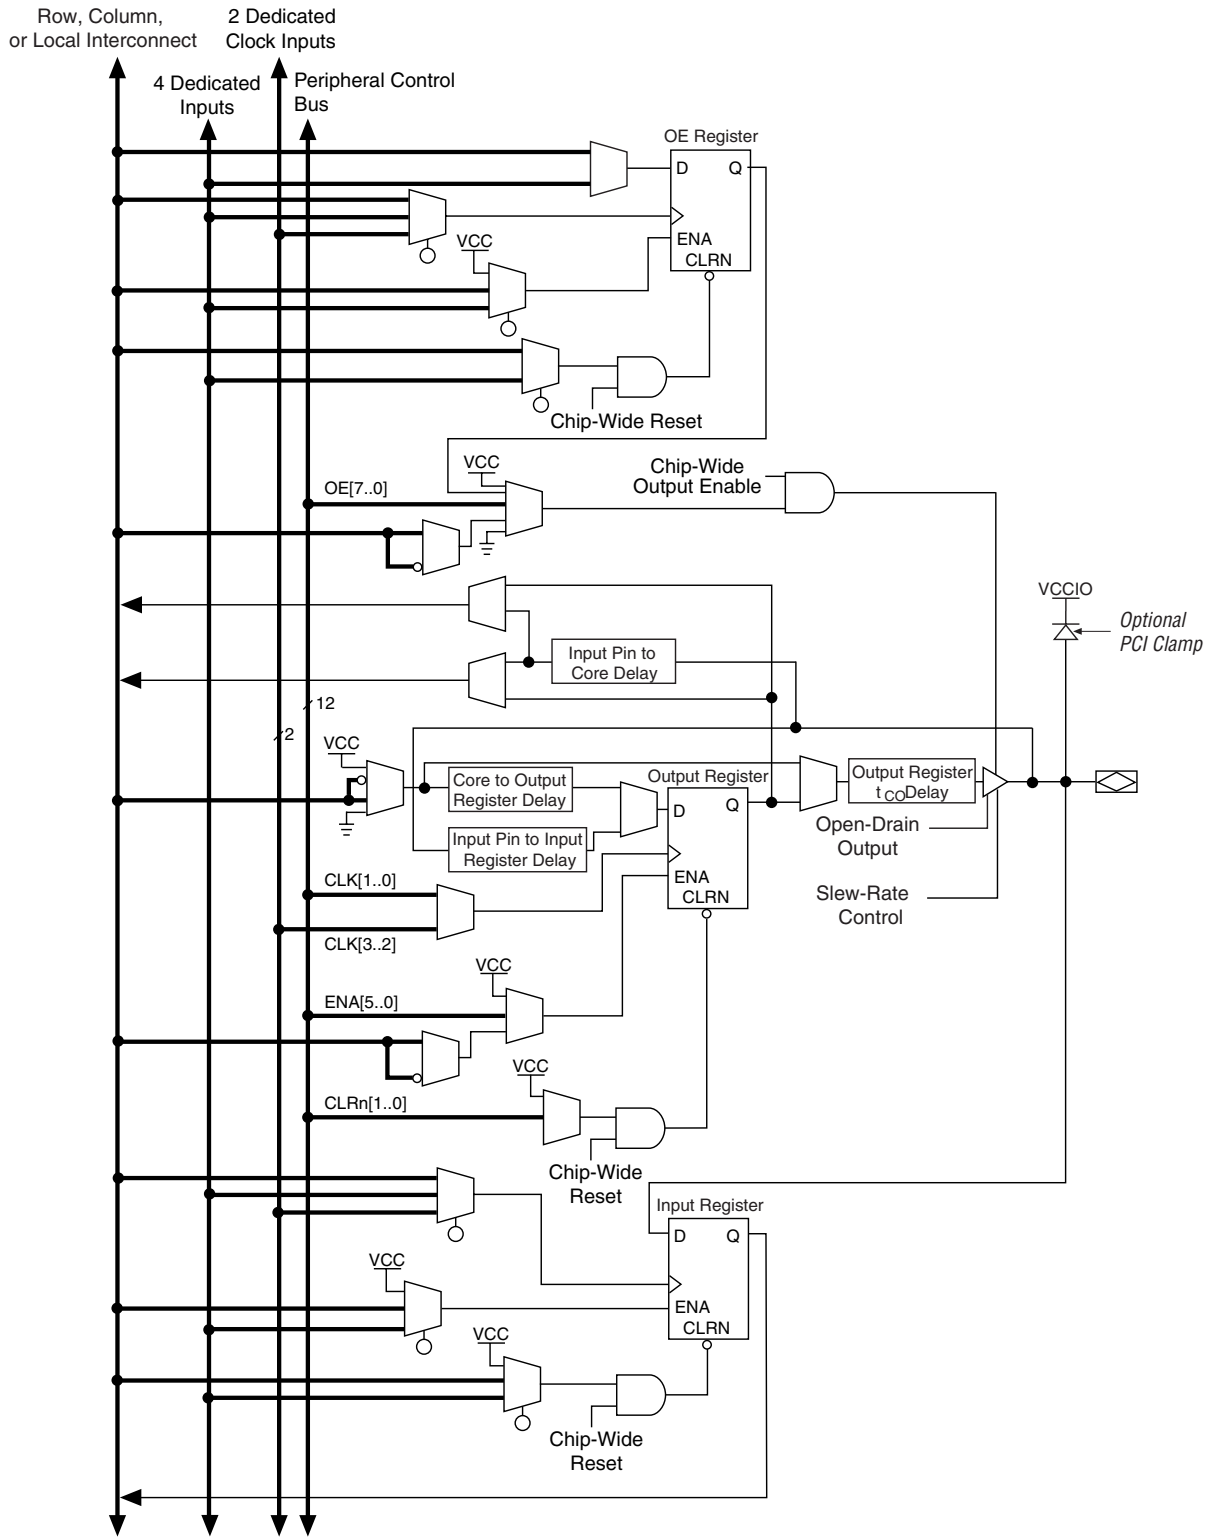 Row, Column,
or Local Interconnect
2 Dedicated
Clock Inputs
4 Dedicated
Inputs
Peripheral Control
Bus
OE Register
D
Q
ENA
CLRN
VCC
Chip-Wide Reset
VCC
OE[7..0]
Chip-Wide
Output Enable
VCCIO
Optional
PCI Clamp
Input Pin to
Core Delay
12
2
VCC
Core to Output
Register Delay
Output Register
D
Q
ENA
CLRN
Output Register
tCO Delay
Input Pin to Input
Register Delay
Open-Drain
Output
Slew-Rate
Control
CLK[1..0]
CLK[3..2]
VCC
ENA[5..0]
VCC
CLRn[1..0]
Chip-Wide
Reset
Input Register
D
Q
ENA
CLRN
VCC
VCC
Chip-Wide
Reset